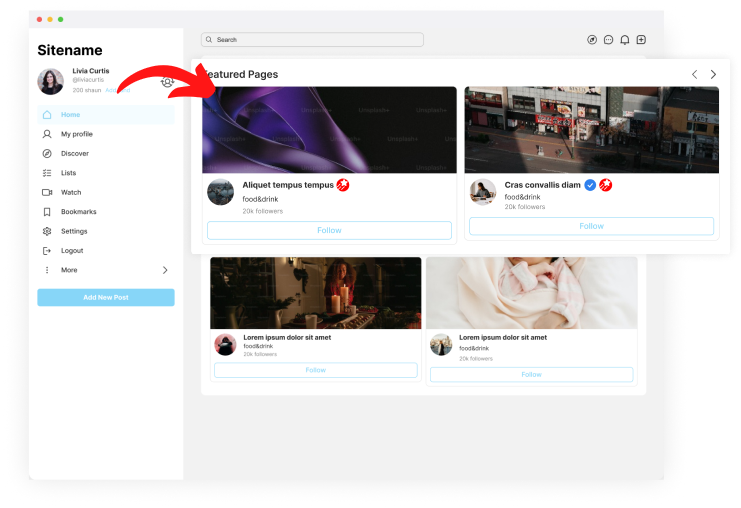 Sitename
Search
Livia Curtis
@liviacurtis
200 shaun
Home
My profile
Discover
Lists
Watch
Bookmarks
Settings
Logout
More
Add New Post
Featured Pages
Unsplash+
Unsplash+
Aliquet tempus tempus
food&drink
20k followers
Follow
Cras convallis diam
food&drink
20k followers
Follow
Lorem ipsum dolor sit amet
food&drink
20k followers
Follow
Lorem ipsum dolor sit amet
food&drink
20k followers
Follow